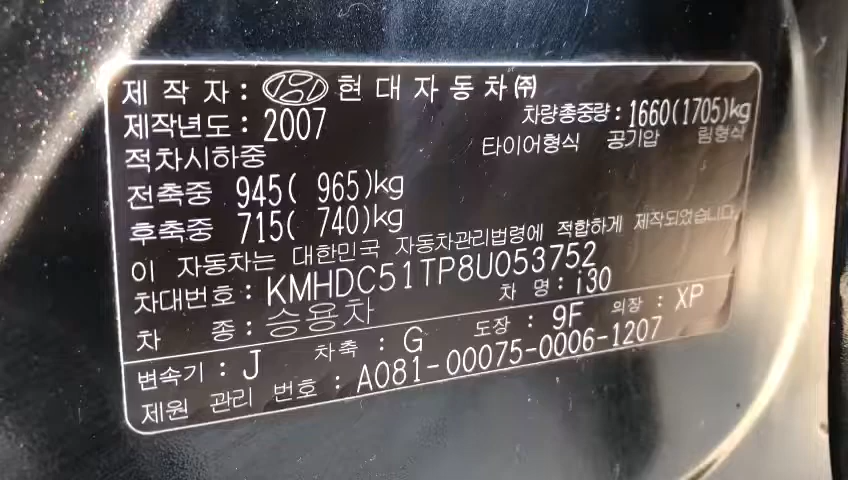 제 작 자 : HYUNDAI 현대자동차㈜
제작년도 : 2007 차량총중량 : 1660(1705)kg
적차시하중 타이어형식 공기압 림형식
전축중 945( 965)kg
후축중 715( 740)kg
이 자동차는 대한민국 자동차관리법령에 적합하게 제작되었습니다.
차대번호 : KMHDC51TP8U053752
차 종 : 승용차 차 명 : i30
변속기 : J 차축 : G 도장 : 9F 의장 : XP
제원 관리 번호 : A081-00075-0006-1207